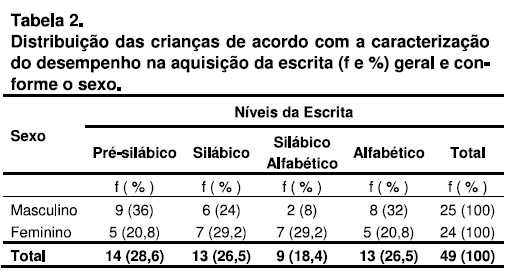 Tabela 2.
Distribuição das crianças de acordo com a caracterização
do desempenho na aquisição da escrita (f e %) geral e con-
forme o sexo.
Níveis da Escrita
Sexo
Pré-silábico Silábico Silábico Alfabético Alfabético Total
f ( % ) f ( % ) f ( % ) f ( % ) f ( % )
Masculino 9 (36) 6 (24) 2 (8) 8 (32) 25 (100)
Feminino 5 (20,8) 7 (29,2) 7 (29,2) 5 (20,8) 24 (100)
Total 14 (28,6) 13 (26,5) 9 (18,4) 13 (26,5) 49 (100)